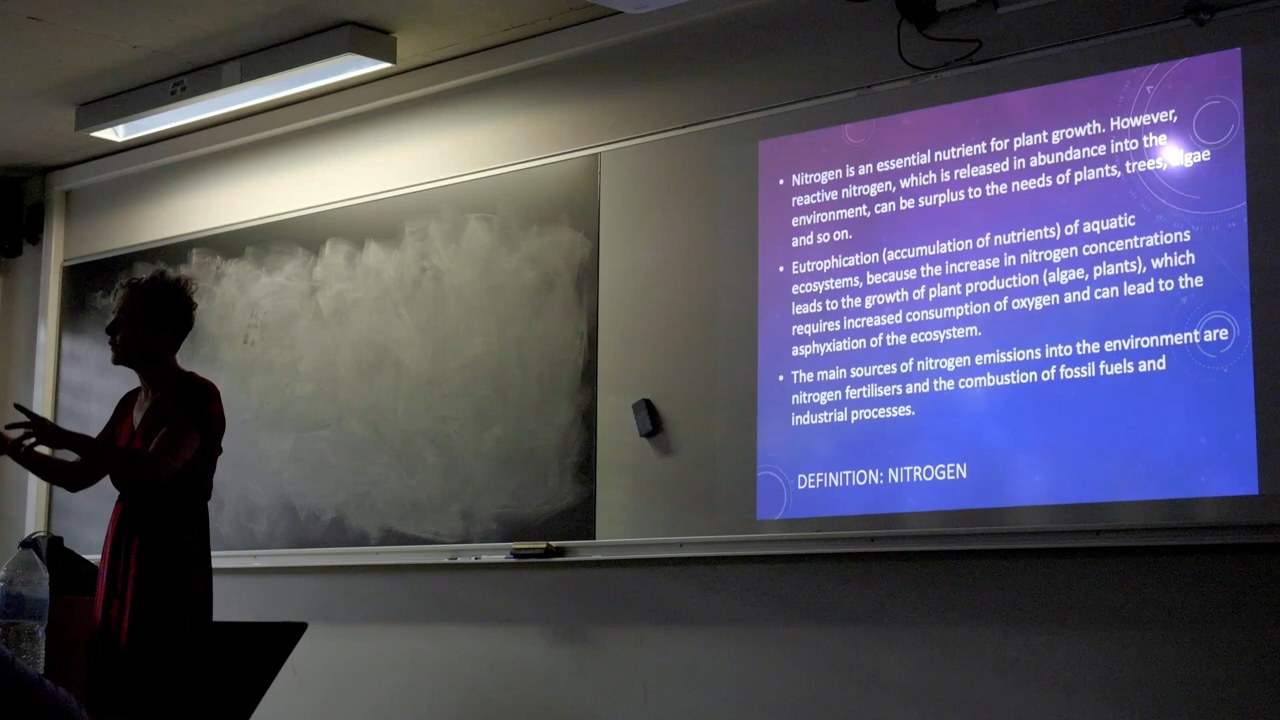 • Nitrogen is an essential nutrient for plant growth. However,
reactive nitrogen, which is released in abundance into the
environment, can be surplus to the needs of plants, trees, algae
and so on.
• Eutrophication (accumulation of nutrients) of aquatic
ecosystems, because the increase in nitrogen concentrations
leads to the growth of plant production (algae, plants), which
requires increased consumption of oxygen and can lead to the
asphyxiation of the ecosystem.
• The main sources of nitrogen emissions into the environment are
nitrogen fertilisers and the combustion of fossil fuels and
industrial processes.
DEFINITION: NITROGEN